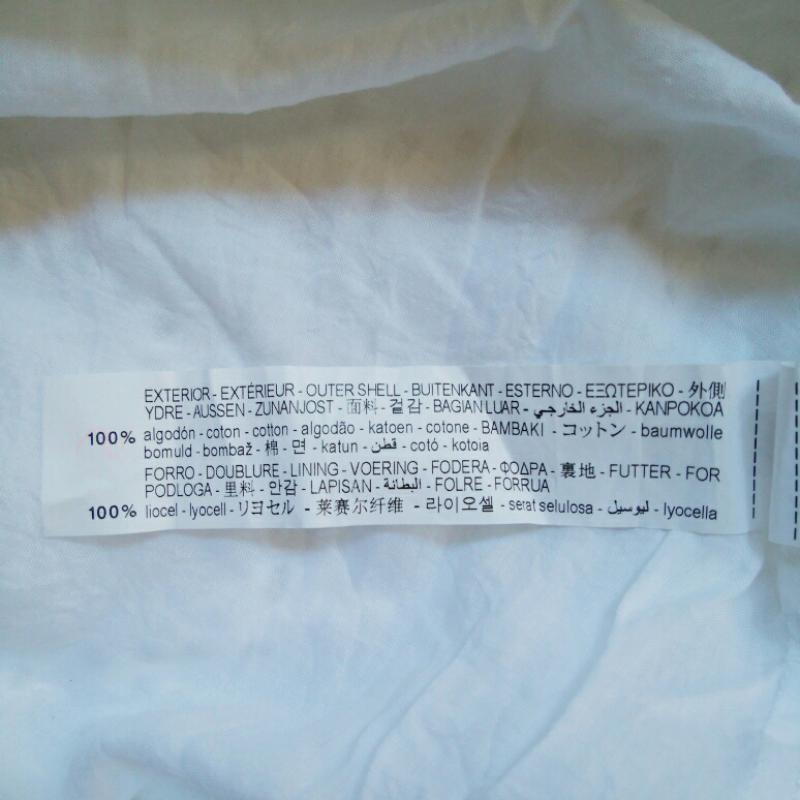 EXTERIOR - EXTÉRIEUR - OUTER SHELL - BUITENKANT - ESTERNO - ΕΞΩΤΕΡΙΚΟ - 外側
YDRE - AUSSEN - ZUNANJOST - 面料 - 겉감 - BAGIAN LUAR - الجزء الخارجي - KANPOKOA
100% algodón - coton - cotton - algodão - katoen - cotone - ΒΑΜΒΑΚΙ - コットン - baumwolle
bomuld - bombaž - 棉 - 면 - katun - قطن - cotó - kotoia
FORRO - DOUBLURE - LINING - VOERING - FODERA - ΦΟΔΡΑ - 裏地 - FUTTER - FOR
PODLOGA - 里料 - 안감 - LAPISAN - البطانة - FOLRE - FORRUA
100% liocel - lyocell - リヨセル - 莱赛尔纤维 - 라이오셀 - serat selulosa - ليوسيل - lyocella